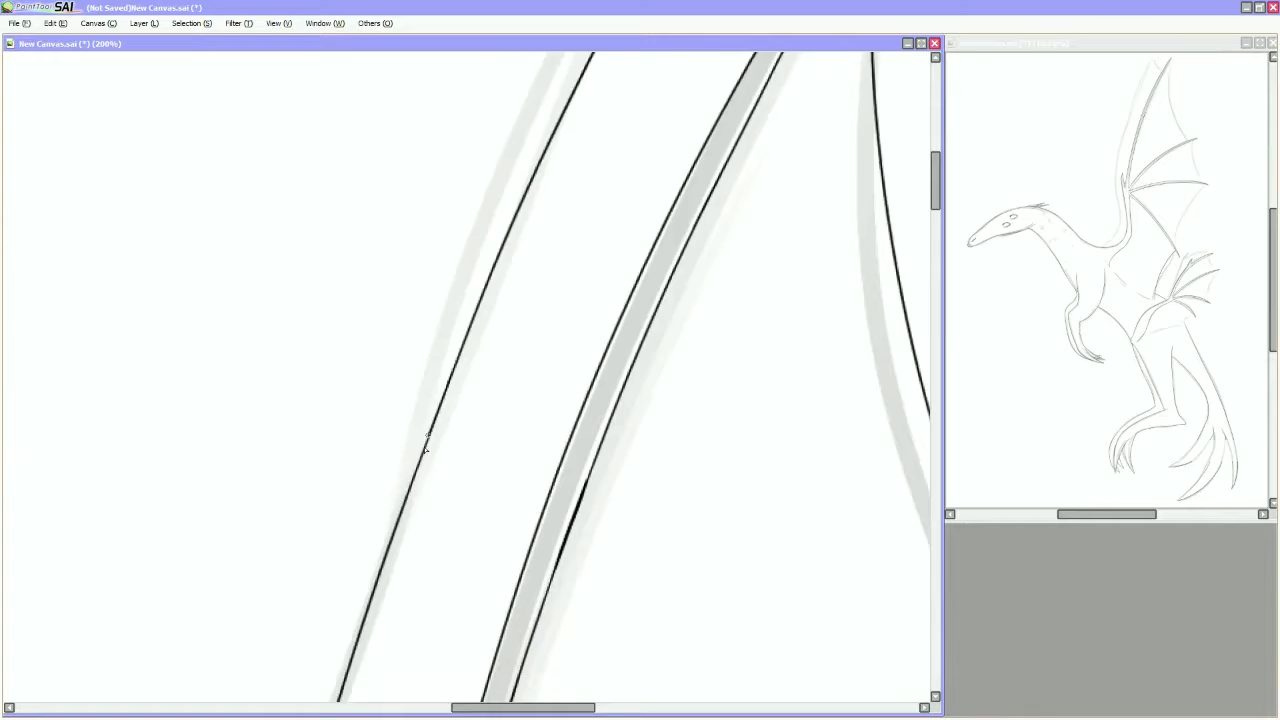 PaintTool SAI (Not Saved)New Canvas.sai (*)
File (F) Edit (E) Canvas (C) Layer (L) Selection (S) Filter (T) View (V) Window (W) Others (O)
New Canvas.sai (*) (200%)